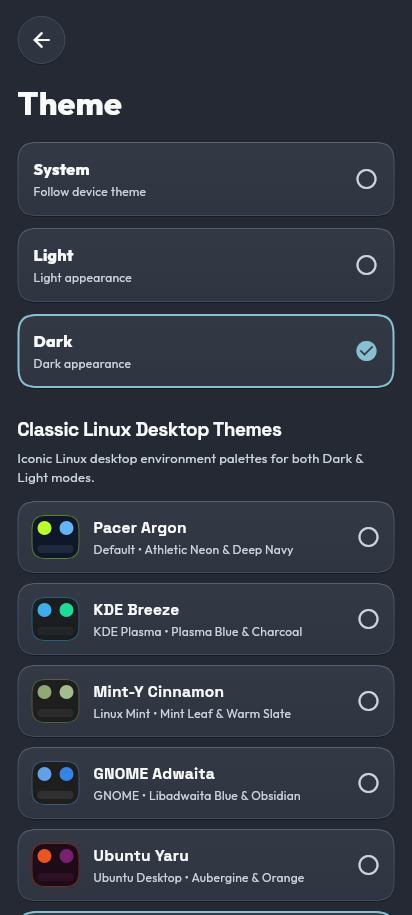 Theme
System
Follow device theme
Light
Light appearance
Dark
Dark appearance
Classic Linux Desktop Themes
Iconic Linux desktop environment palettes for both Dark &
Light modes.
Pacer Argon
Default • Athletic Neon & Deep Navy
KDE Breeze
KDE Plasma • Plasma Blue & Charcoal
Mint-Y Cinnamon
Linux Mint • Mint Leaf & Warm Slate
GNOME Adwaita
GNOME • Libadwaita Blue & Obsidian
Ubuntu Yaru
Ubuntu Desktop • Aubergine & Orange